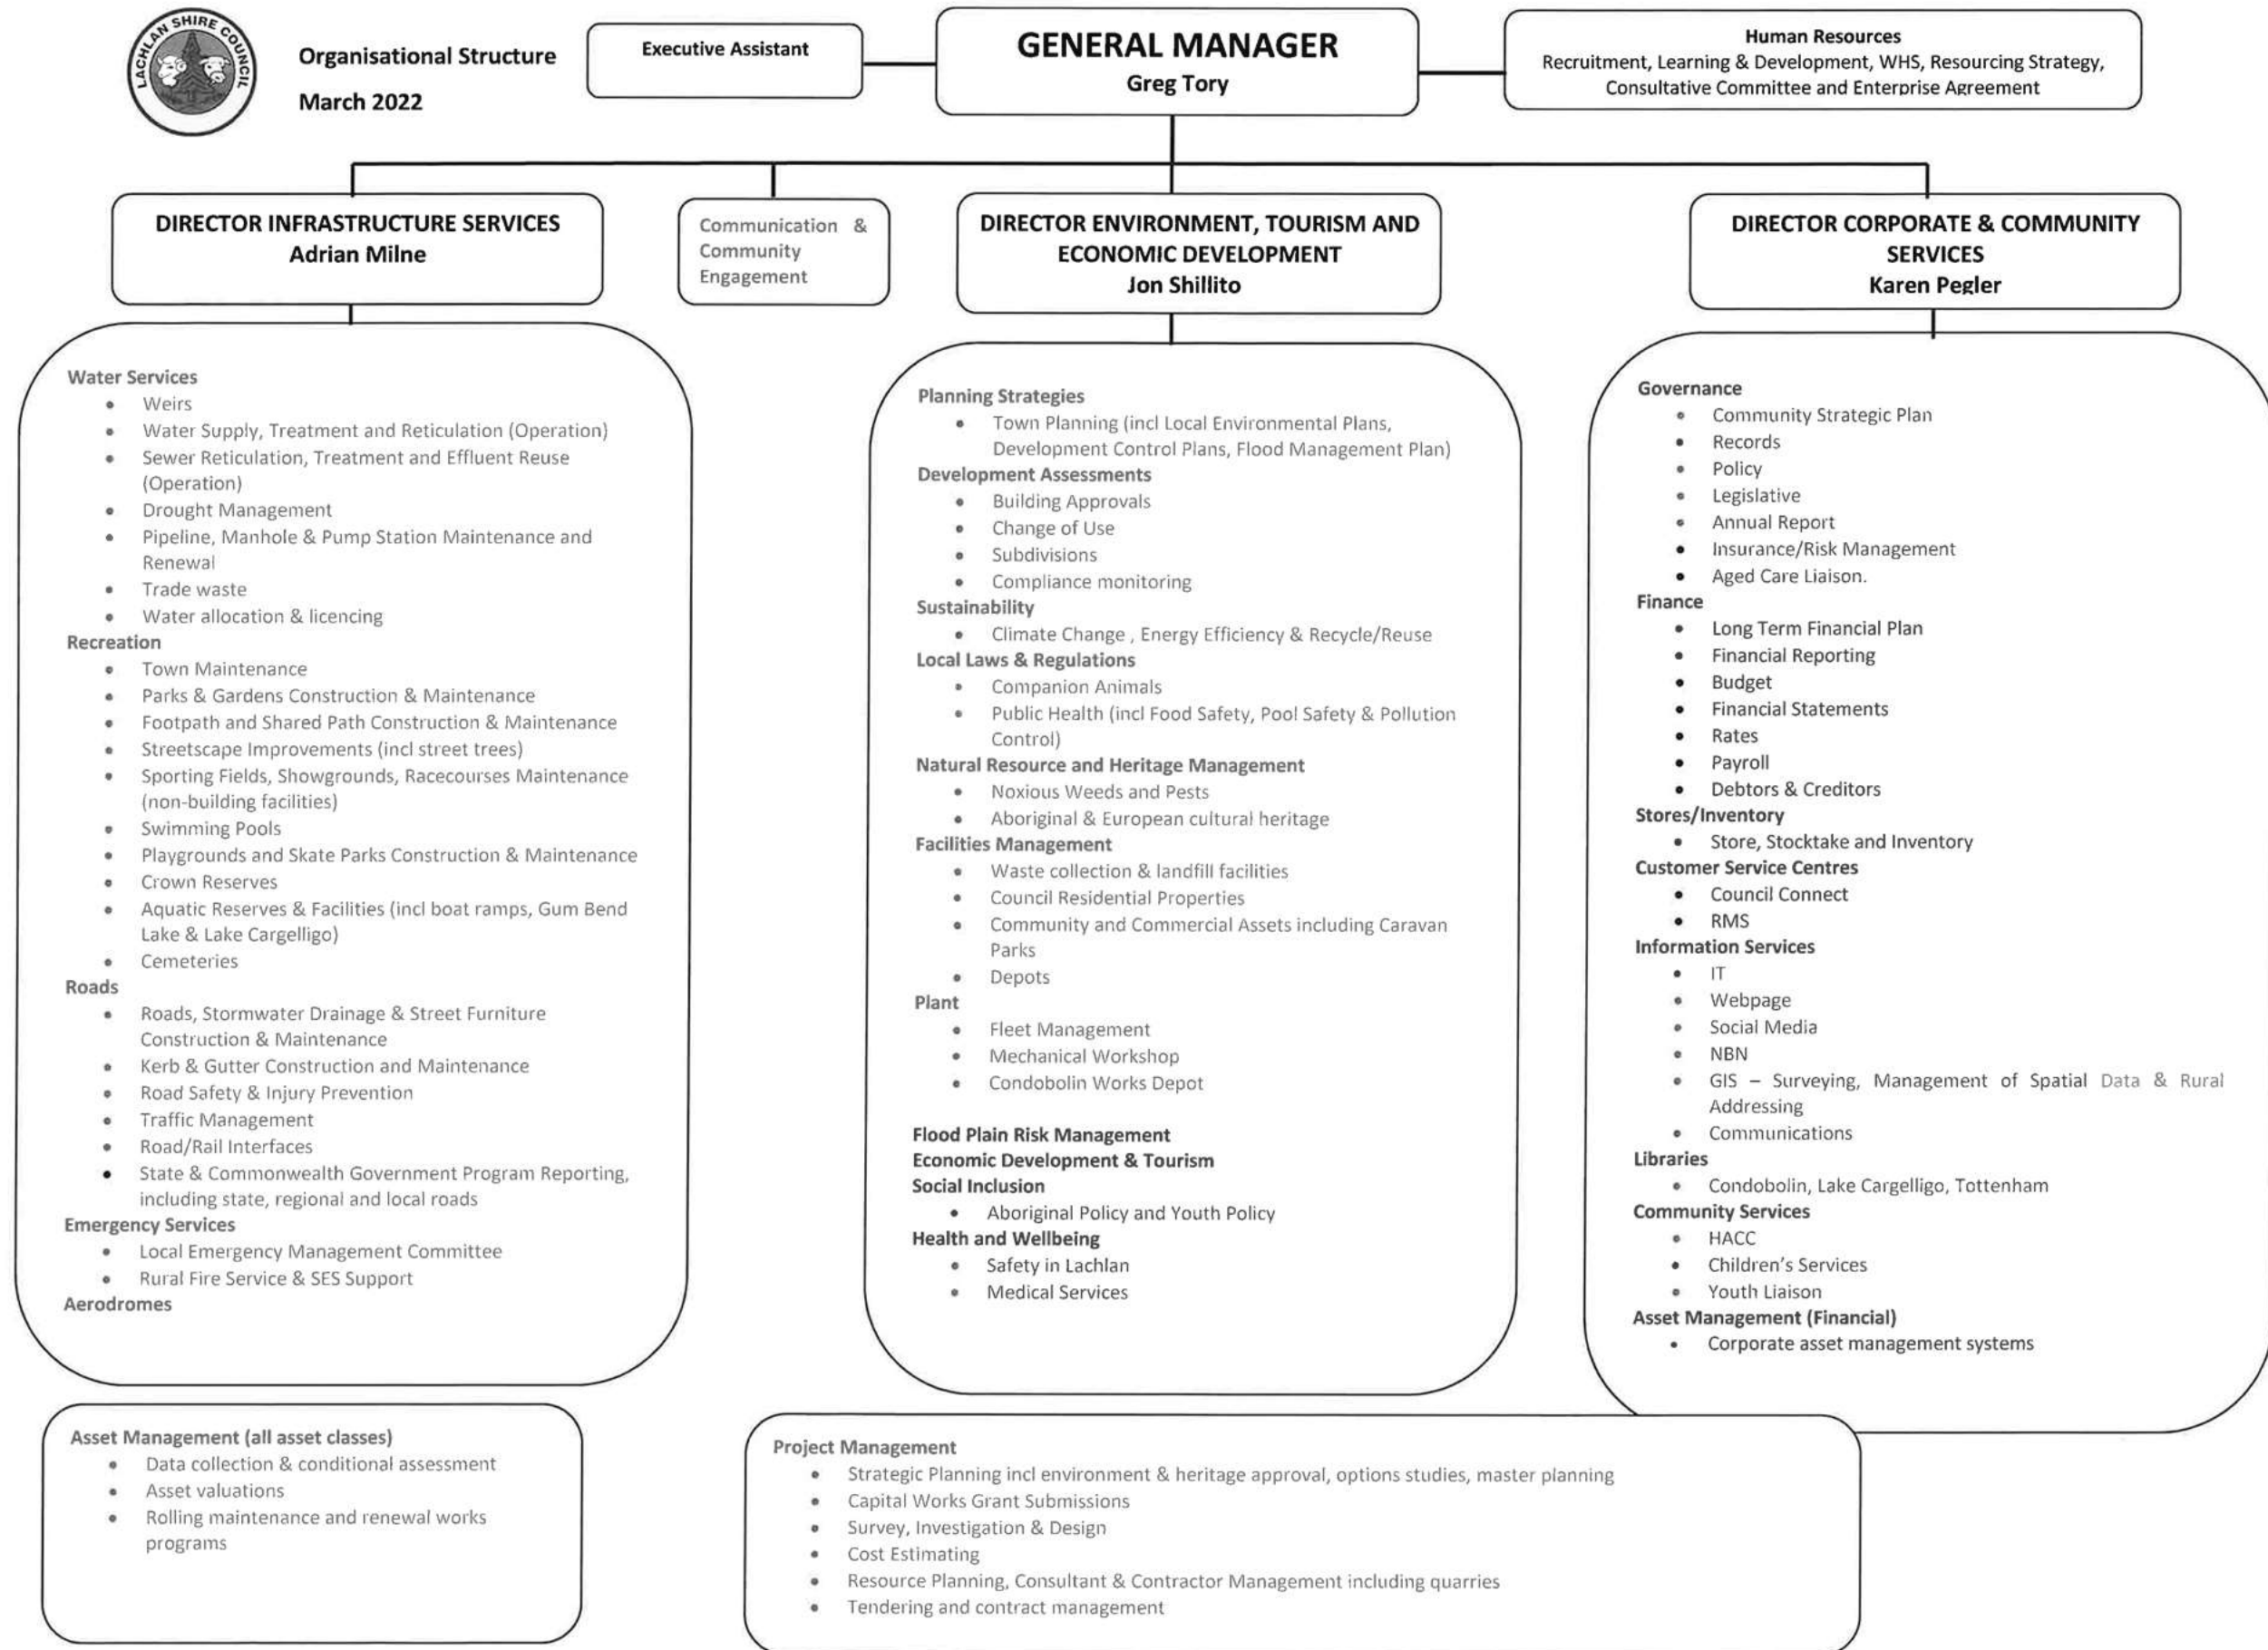 LACHLAN SHIRE COUNCIL
Organisational Structure
March 2022
Executive Assistant
GENERAL MANAGER
Greg Tory
Human Resources
Recruitment, Learning & Development, WHS, Resourcing Strategy,
Consultative Committee and Enterprise Agreement
DIRECTOR INFRASTRUCTURE SERVICES
Adrian Milne
Communication &
Community
Engagement
DIRECTOR ENVIRONMENT, TOURISM AND
ECONOMIC DEVELOPMENT
Jon Shillito
DIRECTOR CORPORATE & COMMUNITY
SERVICES
Karen Pegler
Water Services
• Weirs
• Water Supply, Treatment and Reticulation (Operation)
• Sewer Reticulation, Treatment and Effluent Reuse
(Operation)
• Drought Management
• Pipeline, Manhole & Pump Station Maintenance and
Renewal
• Trade waste
• Water allocation & licencing
Recreation
• Town Maintenance
• Parks & Gardens Construction & Maintenance
• Footpath and Shared Path Construction & Maintenance
• Streetscape Improvements (incl street trees)
• Sporting Fields, Showgrounds, Racecourses Maintenance
(non-building facilities)
• Swimming Pools
• Playgrounds and Skate Parks Construction & Maintenance
• Crown Reserves
• Aquatic Reserves & Facilities (incl boat ramps, Gum Bend
Lake & Lake Cargelligo)
• Cemeteries
Roads
• Roads, Stormwater Drainage & Street Furniture
Construction & Maintenance
• Kerb & Gutter Construction and Maintenance
• Road Safety & Injury Prevention
• Traffic Management
• Road/Rail Interfaces
• State & Commonwealth Government Program Reporting,
including state, regional and local roads
Emergency Services
• Local Emergency Management Committee
• Rural Fire Service & SES Support
Aerodromes
Planning Strategies
• Town Planning (incl Local Environmental Plans,
Development Control Plans, Flood Management Plan)
Development Assessments
• Building Approvals
• Change of Use
• Subdivisions
• Compliance monitoring
Sustainability
• Climate Change , Energy Efficiency & Recycle/Reuse
Local Laws & Regulations
• Companion Animals
• Public Health (incl Food Safety, Pool Safety & Pollution
Control)
Natural Resource and Heritage Management
• Noxious Weeds and Pests
• Aboriginal & European cultural heritage
Facilities Management
• Waste collection & landfill facilities
• Council Residential Properties
• Community and Commercial Assets including Caravan
Parks
• Depots
Plant
• Fleet Management
• Mechanical Workshop
• Condobolin Works Depot
Flood Plain Risk Management
Economic Development & Tourism
Social Inclusion
• Aboriginal Policy and Youth Policy
Health and Wellbeing
• Safety in Lachlan
• Medical Services
Governance
• Community Strategic Plan
• Records
• Policy
• Legislative
• Annual Report
• Insurance/Risk Management
• Aged Care Liaison.
Finance
• Long Term Financial Plan
• Financial Reporting
• Budget
• Financial Statements
• Rates
• Payroll
• Debtors & Creditors
Stores/Inventory
• Store, Stocktake and Inventory
Customer Service Centres
• Council Connect
• RMS
Information Services
• IT
• Webpage
• Social Media
• NBN
• GIS – Surveying, Management of Spatial Data & Rural
Addressing
• Communications
Libraries
• Condobolin, Lake Cargelligo, Tottenham
Community Services
• HACC
• Children's Services
• Youth Liaison
Asset Management (Financial)
• Corporate asset management systems
Asset Management (all asset classes)
• Data collection & conditional assessment
• Asset valuations
• Rolling maintenance and renewal works
programs
Project Management
• Strategic Planning incl environment & heritage approval, options studies, master planning
• Capital Works Grant Submissions
• Survey, Investigation & Design
• Cost Estimating
• Resource Planning, Consultant & Contractor Management including quarries
• Tendering and contract management